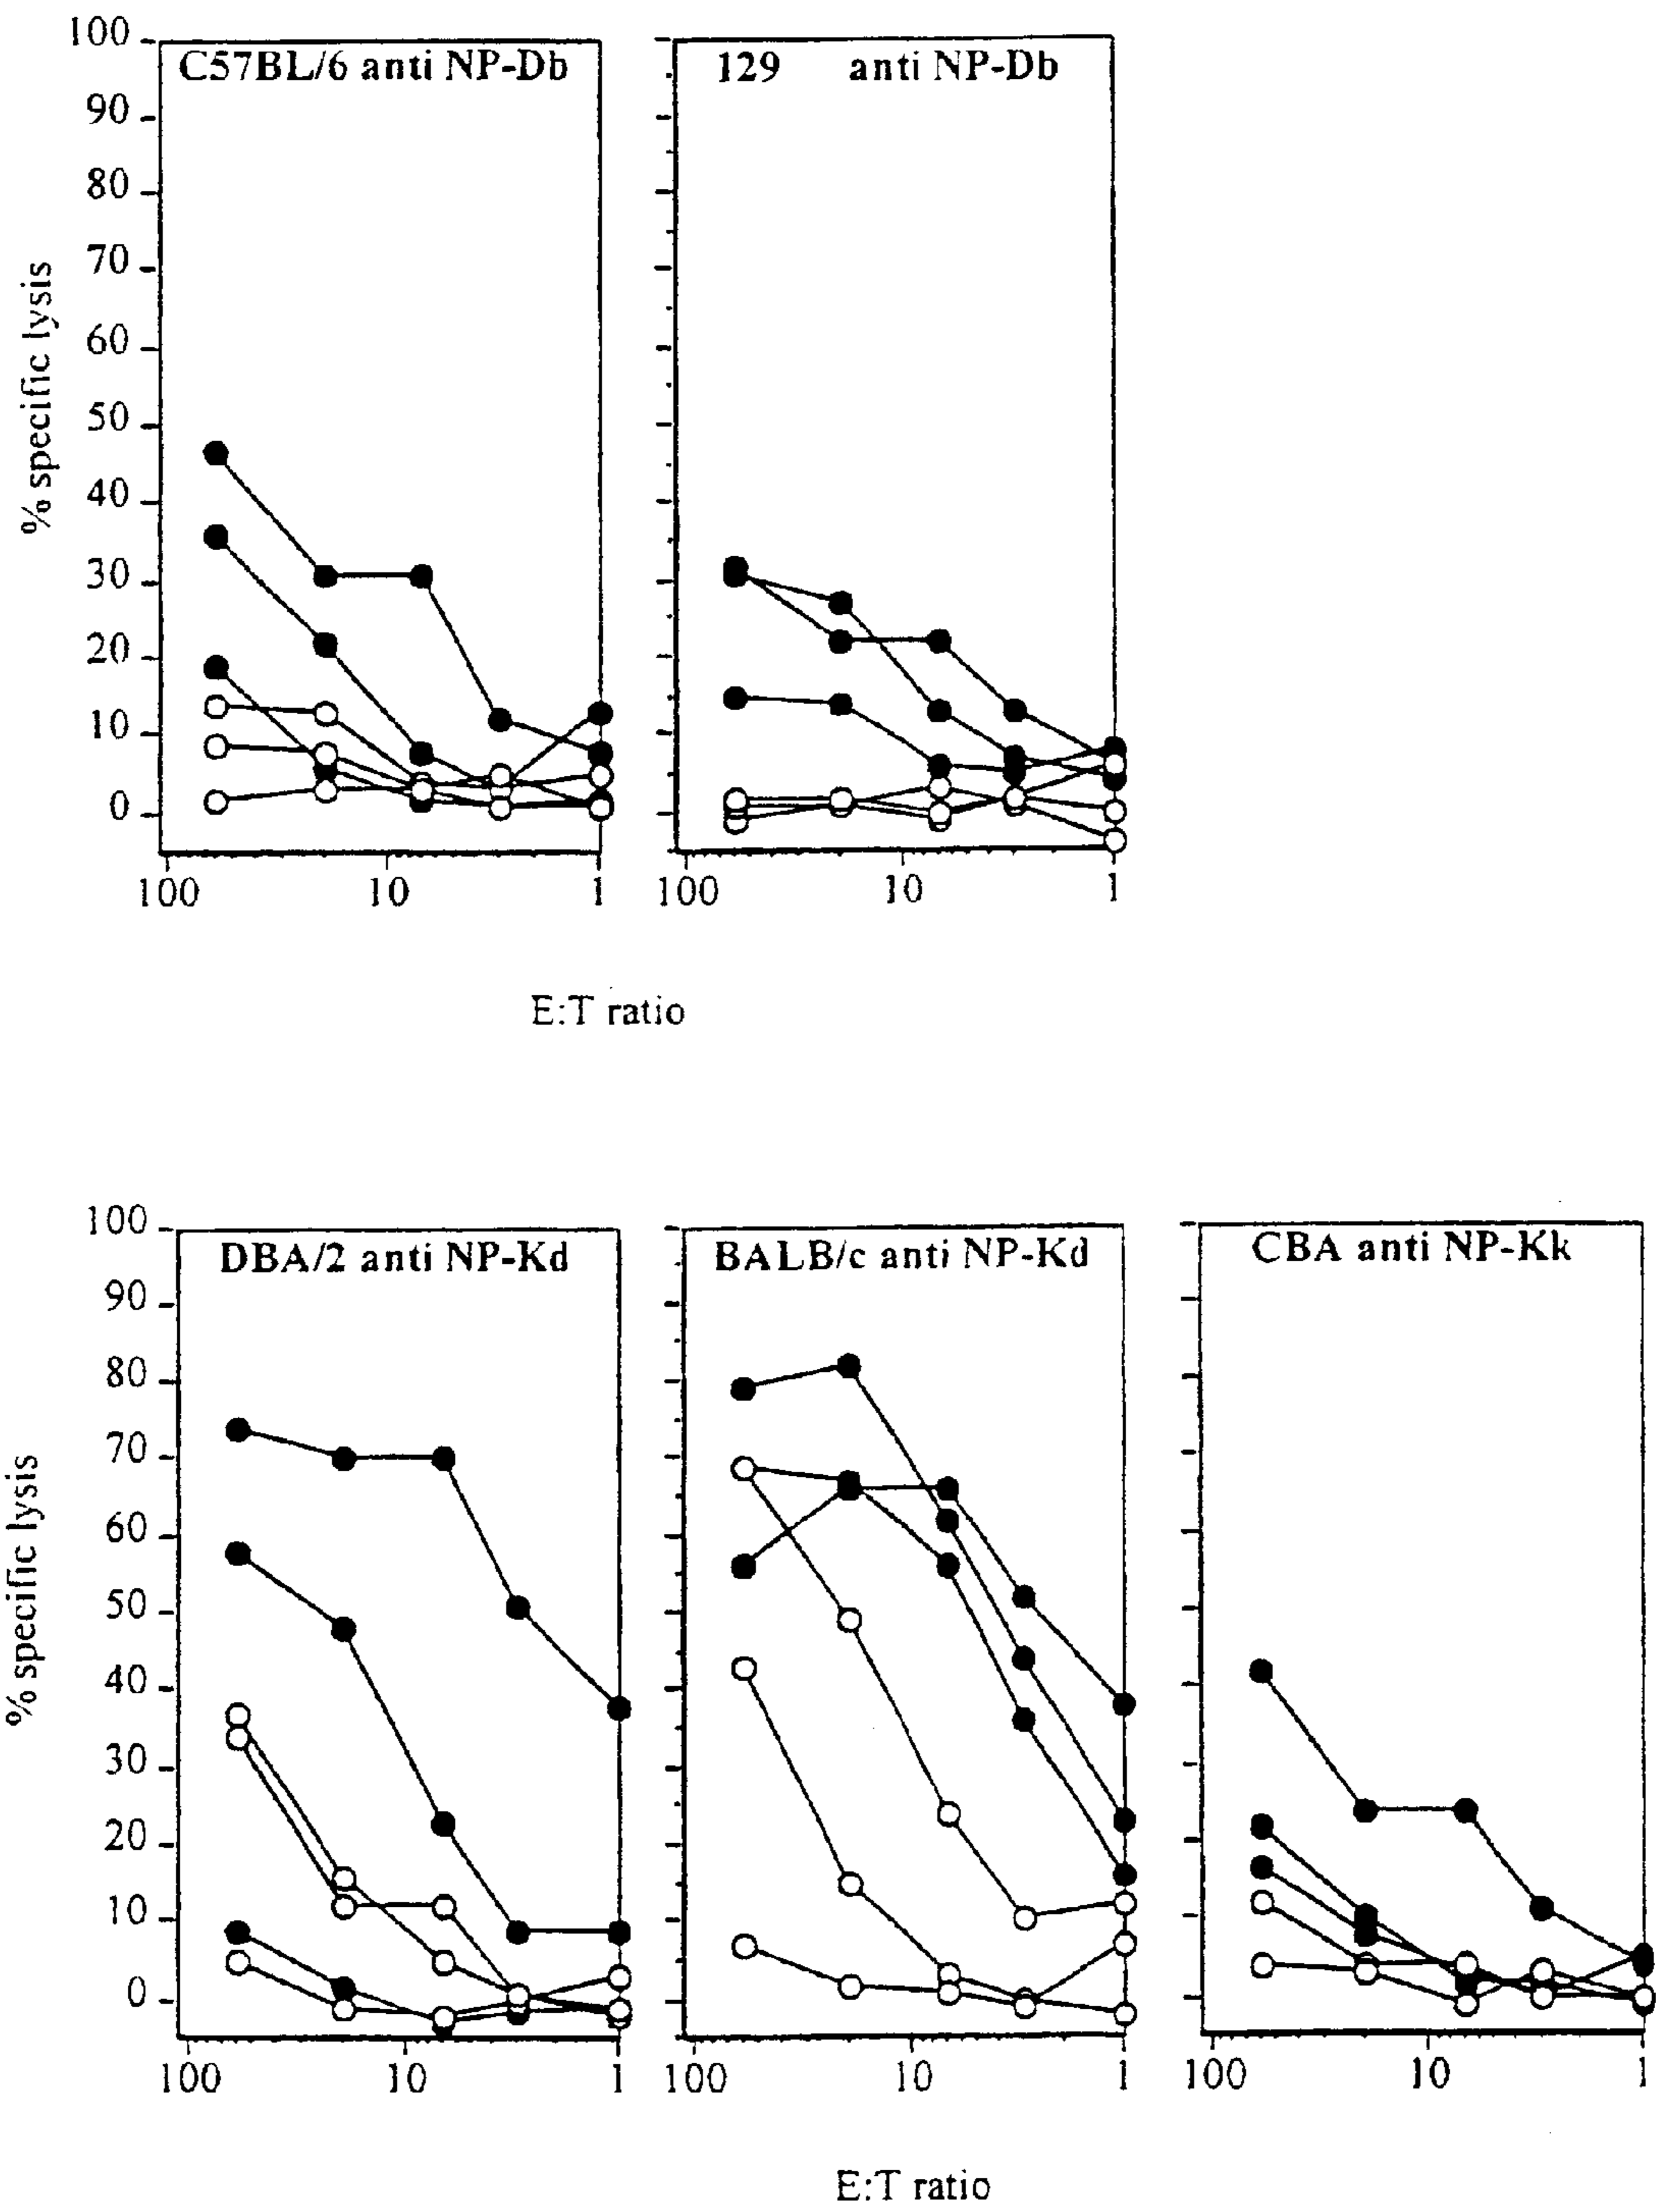 C57BL/6 anti NP-Db
129 anti NP-Db
% specific lysis
100
90
80
70
60
50
40
30
20
10
0
100 10 1
100 10 1
E:T ratio
DBA/2 anti NP-Kd
BALB/c anti NP-Kd
CBA anti NP-Kk
% specific lysis
100
90
80
70
60
50
40
30
20
10
0
100 10 1
100 10 1
100 10 1
E:T ratio